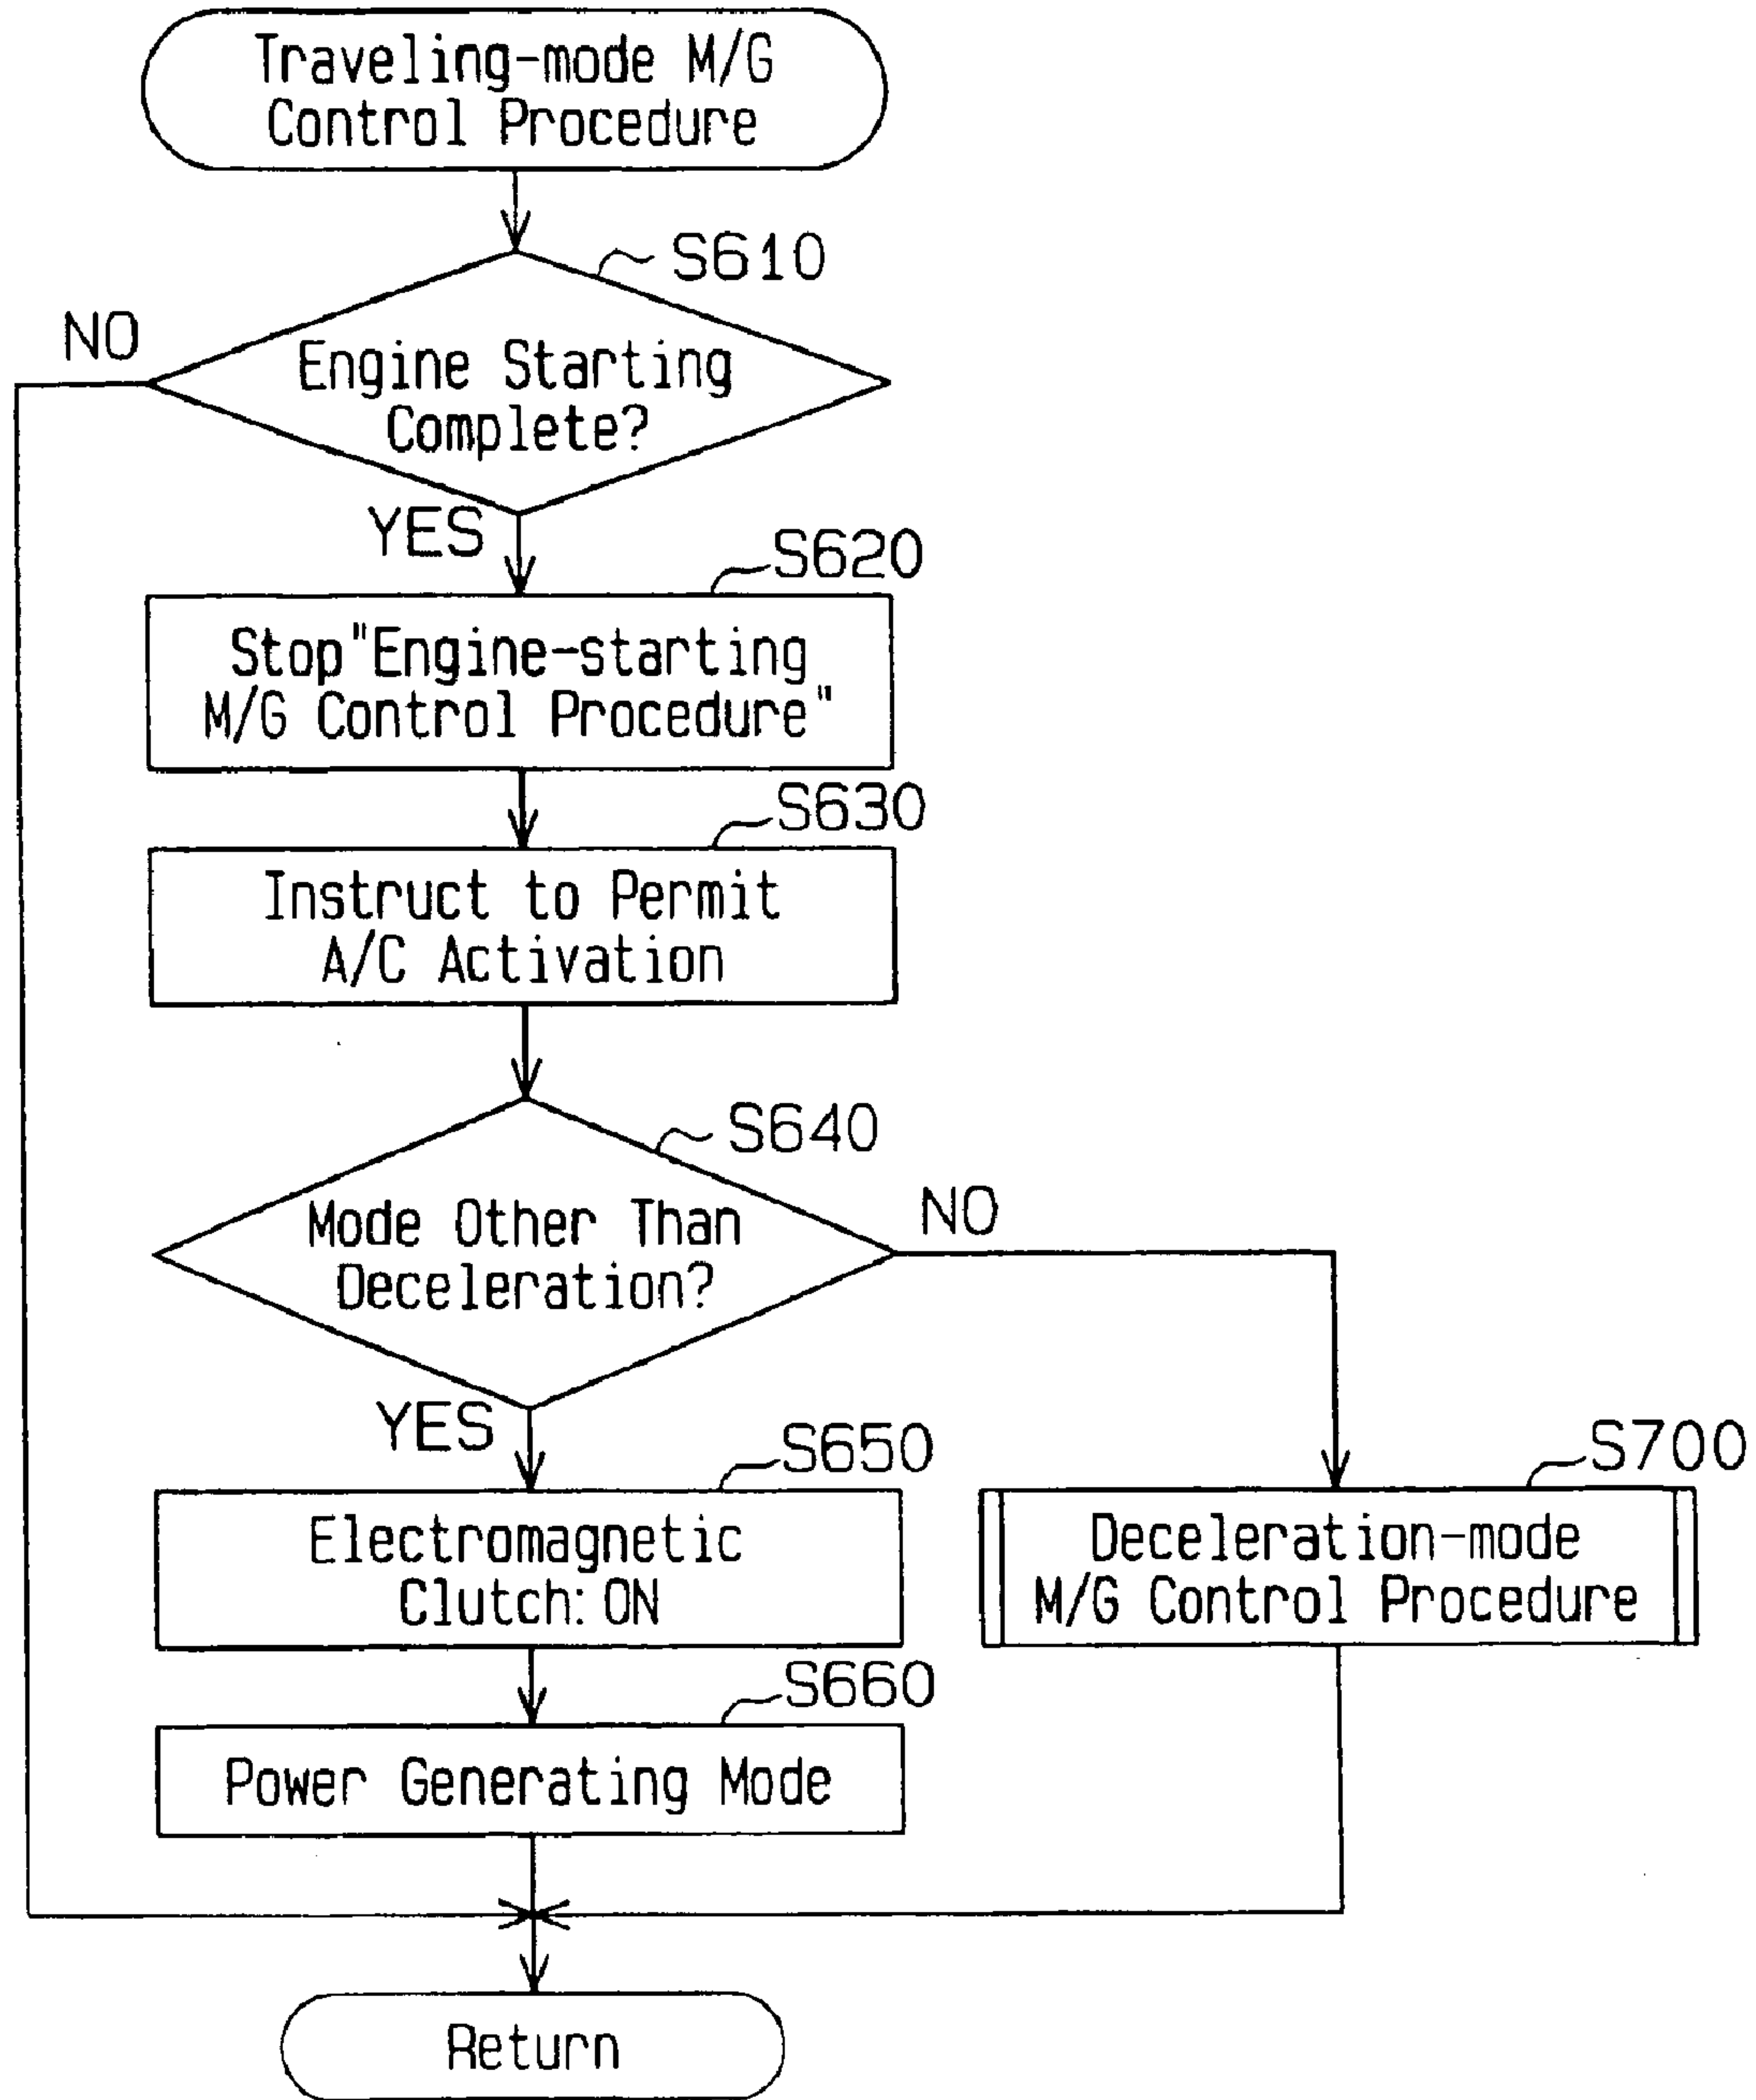 Traveling-mode M/G
Control Procedure
S610
NO
Engine Starting
Complete?
YES
S620
Stop"Engine-starting
M/G Control Procedure"
S630
Instruct to Permit
A/C Activation
S640
Mode Other Than
Deceleration?
NO
YES
S650
Electromagnetic
Clutch: ON
S700
Deceleration-mode
M/G Control Procedure
S660
Power Generating Mode
Return